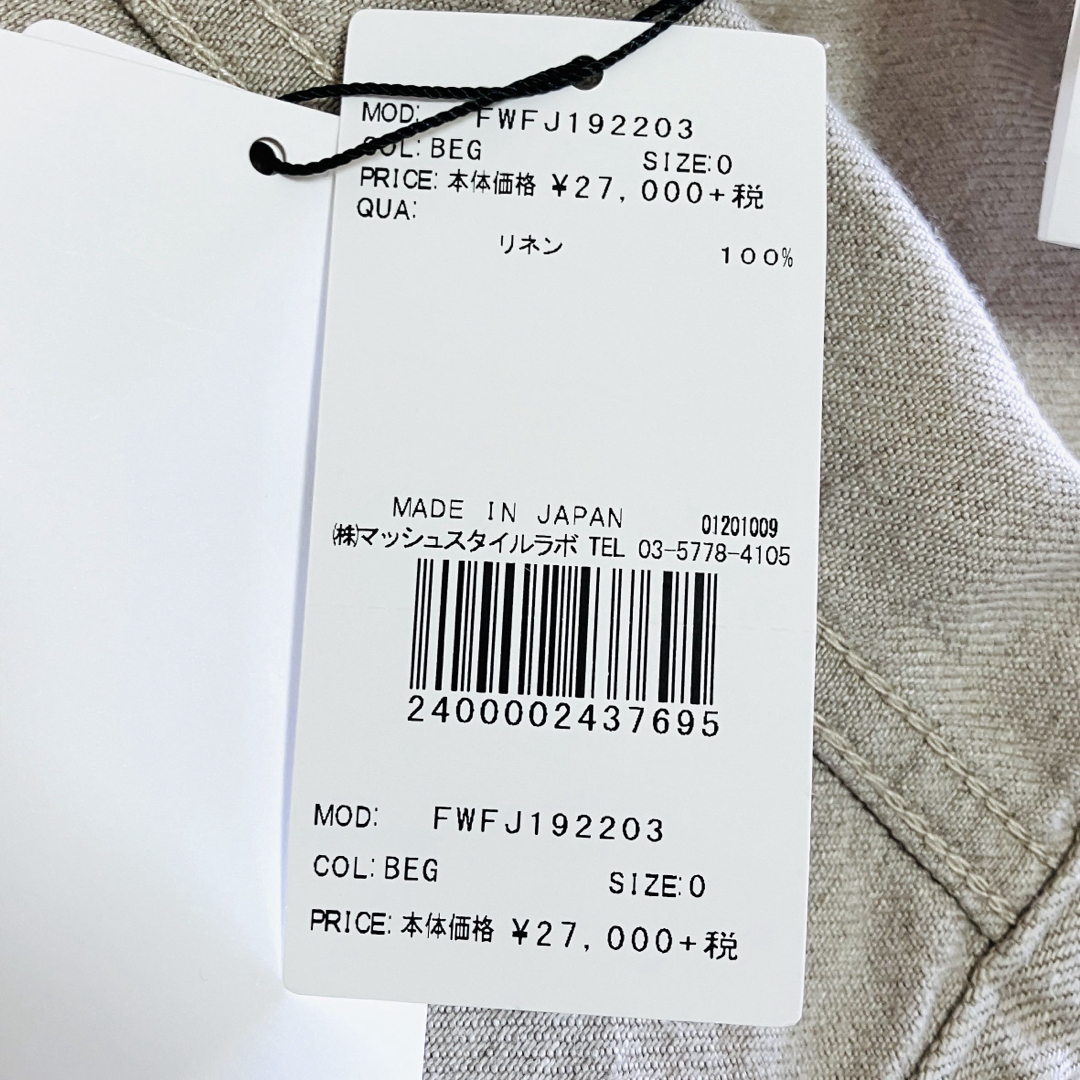 MOD: FWFJ192203
COL: BEG SIZE:0
PRICE: 本体価格 ¥27,000+税
QUA:
リネン 100%
MADE IN JAPAN 01201009
㈱マッシュスタイルラボ TEL 03-5778-4105
2400002437695
MOD: FWFJ192203
COL: BEG SIZE:0
PRICE: 本体価格 ¥27,000+税